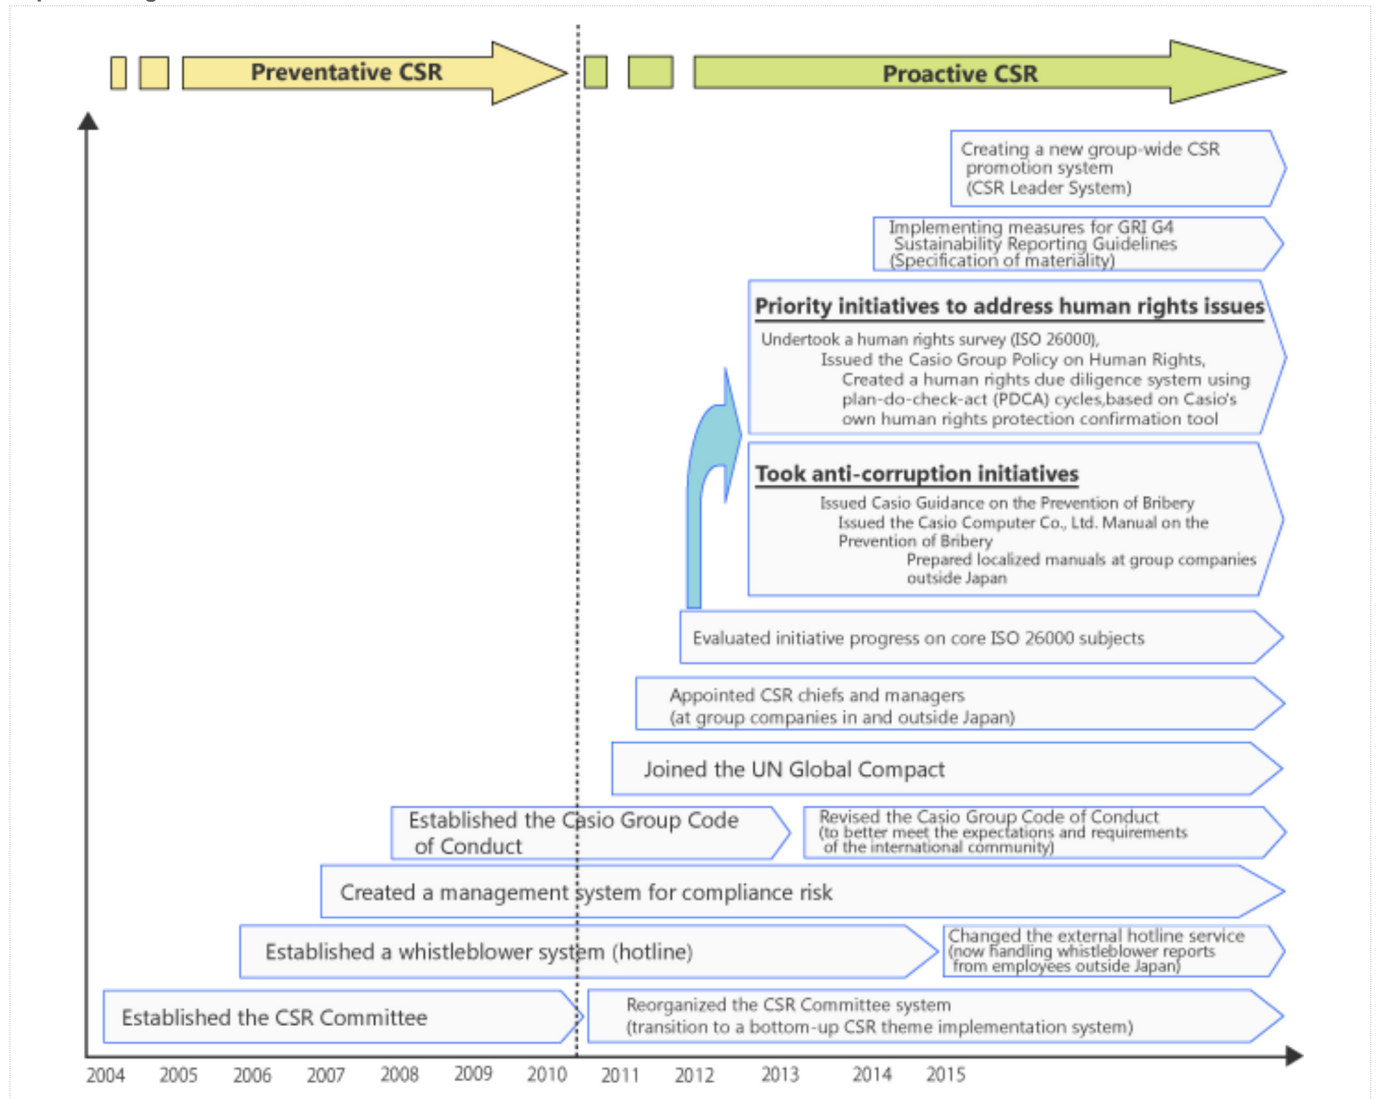 Preventative CSR
Proactive CSR
Creating a new group-wide CSR
promotion system
(CSR Leader System)
Implementing measures for GRI G4
Sustainability Reporting Guidelines
(Specification of materiality)
Priority initiatives to address human rights issues
Undertook a human rights survey (ISO 26000),
Issued the Casio Group Policy on Human Rights,
Created a human rights due diligence system using
plan-do-check-act (PDCA) cycles,based on Casio's
own human rights protection confirmation tool
Took anti-corruption initiatives
Issued Casio Guidance on the Prevention of Bribery
Issued the Casio Computer Co., Ltd. Manual on the
Prevention of Bribery
Prepared localized manuals at group companies
outside Japan
Evaluated initiative progress on core ISO 26000 subjects
Appointed CSR chiefs and managers
(at group companies in and outside Japan)
Joined the UN Global Compact
Established the Casio Group Code
of Conduct
Revised the Casio Group Code of Conduct
(to better meet the expectations and requirements
of the international community)
Created a management system for compliance risk
Established a whistleblower system (hotline)
Changed the external hotline service
(now handling whistleblower reports
from employees outside Japan)
Established the CSR Committee
Reorganized the CSR Committee system
(transition to a bottom-up CSR theme implementation system)
2004 2005 2006 2007 2008 2009 2010 2011 2012 2013 2014 2015